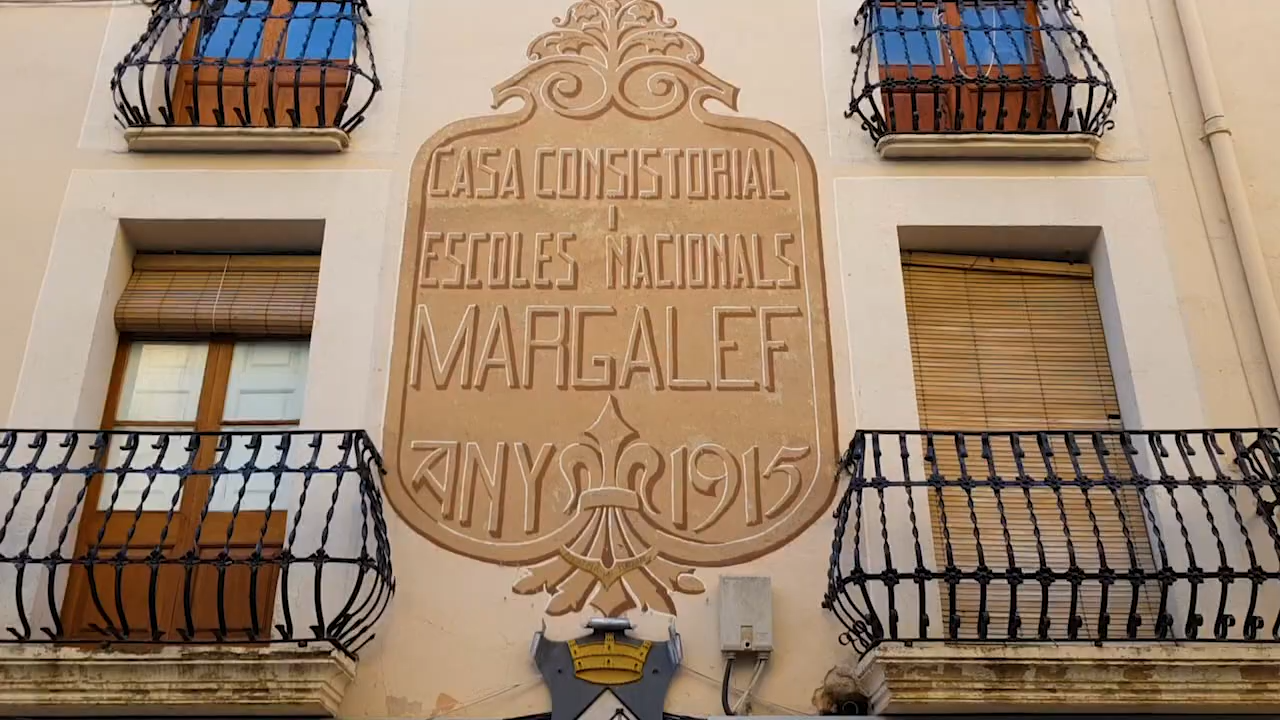 CASA CONSISTORIAL
I
ESCOLES NACIONALS
MARGALEF
ANY 1915